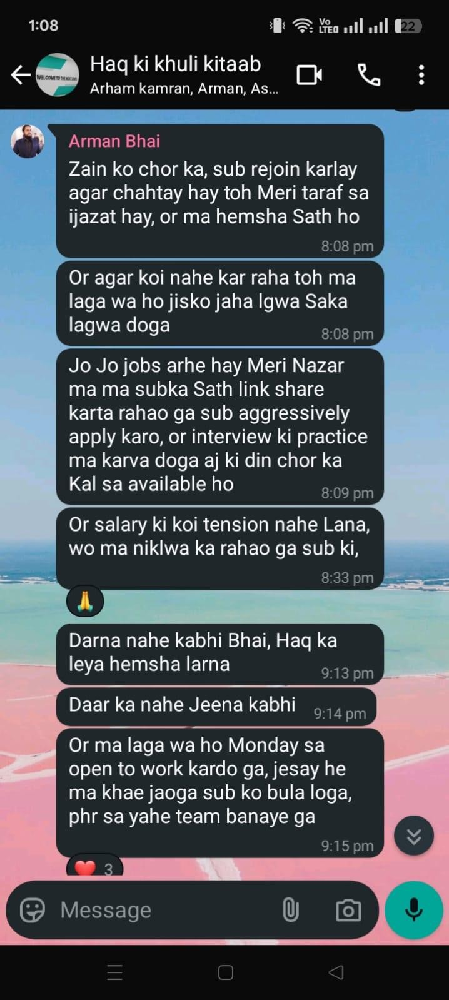 1:08
Vo
LTE
22
Haq ki khuli kitaab
Arham kamran, Arman, As...
WELCOME TO THE
Arman Bhai
Zain ko chor ka, sub rejoin karlay
agar chahtay hay toh Meri taraf sa
ijazat hay, or ma hemsha Sath ho
8:08 pm
Or agar koi nahe kar raha toh ma
laga wa ho jisko jaha lgwa Saka
lagwa doga
8:08 pm
Jo Jo jobs arhe hay Meri Nazar
ma ma subka Sath link share
karta rahao ga sub aggressively
apply karo, or interview ki practice
ma karva doga aj ki din chor ka
Kal sa available ho
8:09 pm
Or salary ki koi tension nahe Lana,
wo ma niklwa ka rahao ga sub ki,
8:33 pm
Darna nahe kabhi Bhai, Haq ka
leya hemsha larna
9:13 pm
Daar ka nahe Jeena kabhi
9:14 pm
Or ma laga wa ho Monday sa
open to work kardo ga, jesay he
ma khae jaoga sub ko bula loga,
phr sa yahe team banaye ga
9:15 pm
3
Message